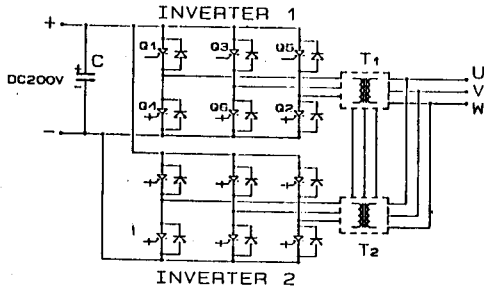 INVERTER 1
+
Q1 Q3 Q5
C
+
DC200V
-
Q4 Q6 Q2
-
T1
U
V
W
T2
INVERTER 2